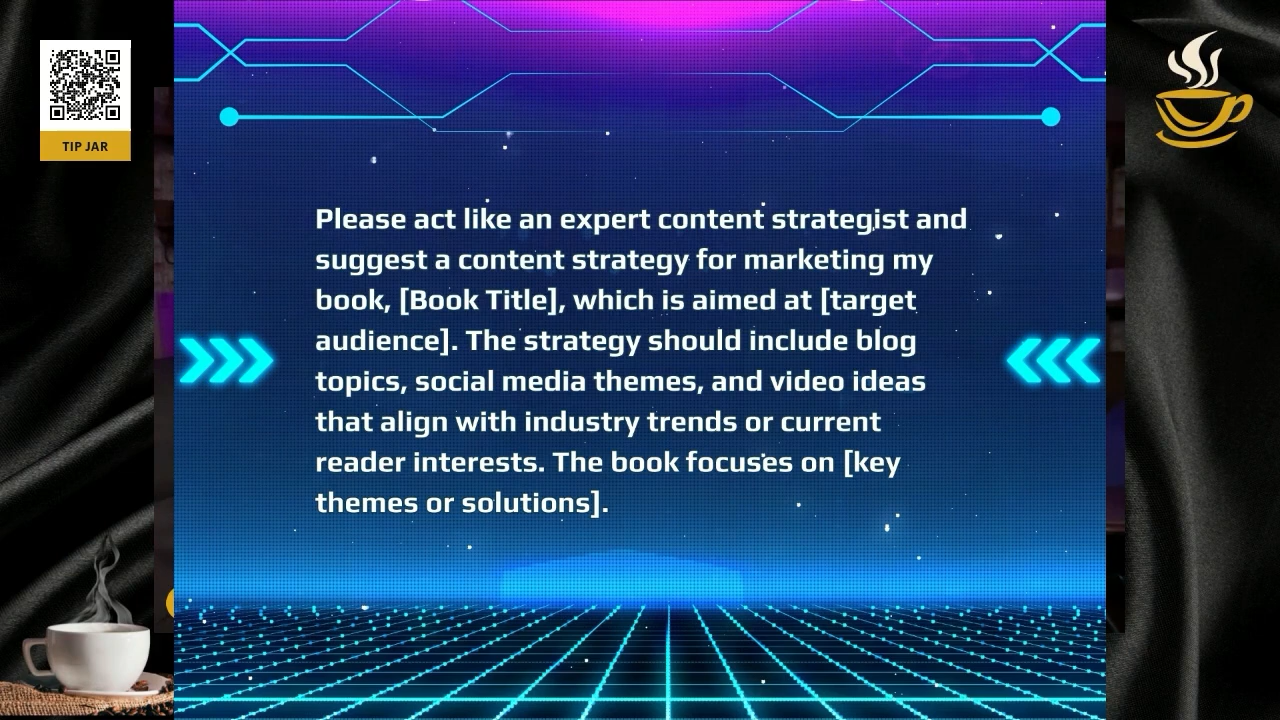 TIP JAR
Please act like an expert content strategist and
suggest a content strategy for marketing my
book, [Book Title], which is aimed at [target
audience]. The strategy should include blog
topics, social media themes, and video ideas
that align with industry trends or current
reader interests. The book focuses on [key
themes or solutions].